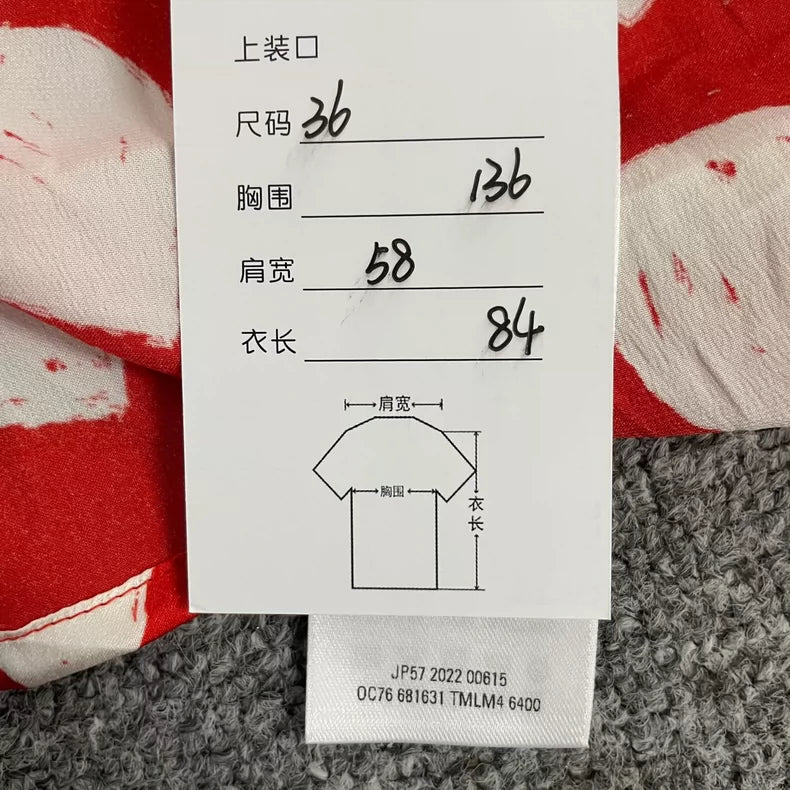 上装口
尺码 36
胸围 136
肩宽 58
衣长 84
肩宽
胸围
衣长
JP57 2022 00615
OC76 681631 TMLM4 6400